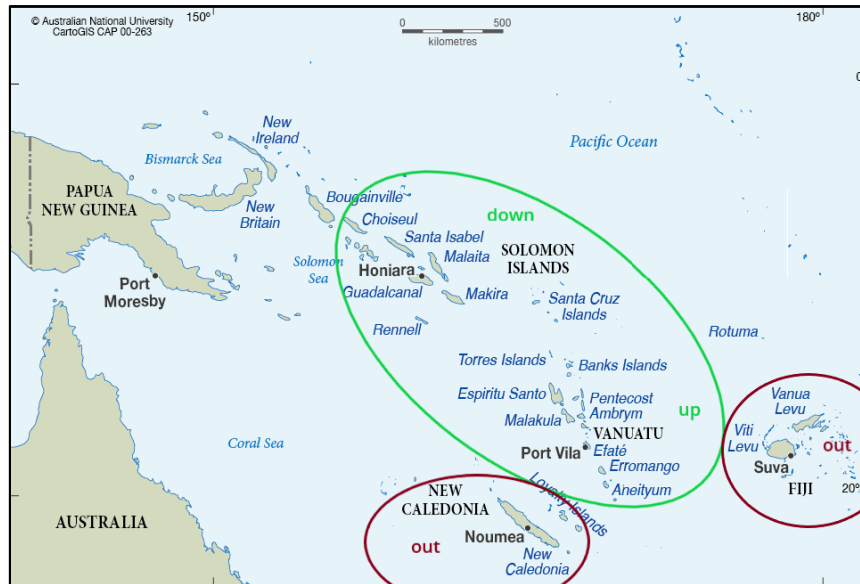 © Australian National University
CartoGIS CAP 00-263
150°
0
500
kilometres
180°
0
New
Ireland
Pacific Ocean
Bismarck Sea
PAPUA
NEW GUINEA
New
Britain
Bougainville
down
Choiseul
Santa Isabel
SOLOMON
ISLANDS
Solomon
Sea
Malaita
Honiara
Port
Moresby
Guadalcanal
Makira
Santa Cruz
Islands
Rennell
Rotuma
Torres Islands
Banks Islands
Espiritu Santo
Pentecost
Ambrym
Malakula
up
Vanua
Levu
Viti
Levu
out
VANUATU
Coral Sea
Port Vila
Efaté
Suva
Erromango
Aneityum
FIJI
20°
NEW
CALEDONIA
Loyalty Islands
AUSTRALIA
Noumea
out
New
Caledonia